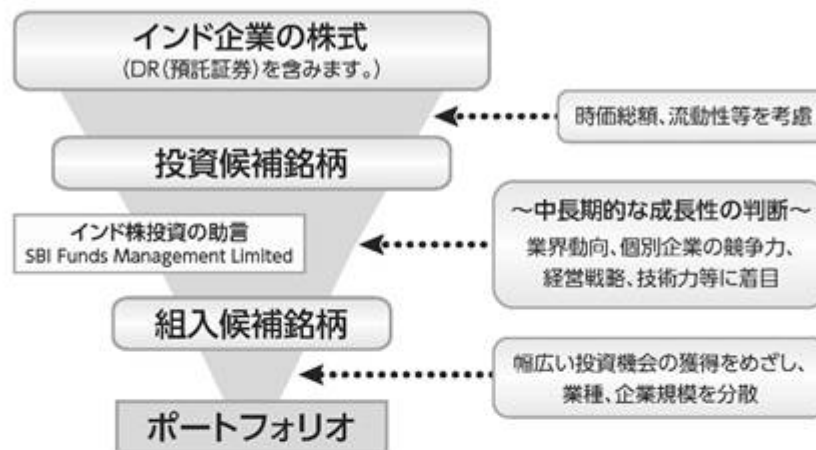 インド企業の株式
(DR(預託証券)を含みます。)
時価総額、流動性等を考慮
投資候補銘柄
インド株投資の助言
SBI Funds Management Limited
～中長期的な成長性の判断～
業界動向、個別企業の競争力、
経営戦略、技術力等に着目
組入候補銘柄
幅広い投資機会の獲得をめざし、
業種、企業規模を分散
ポートフォリオ